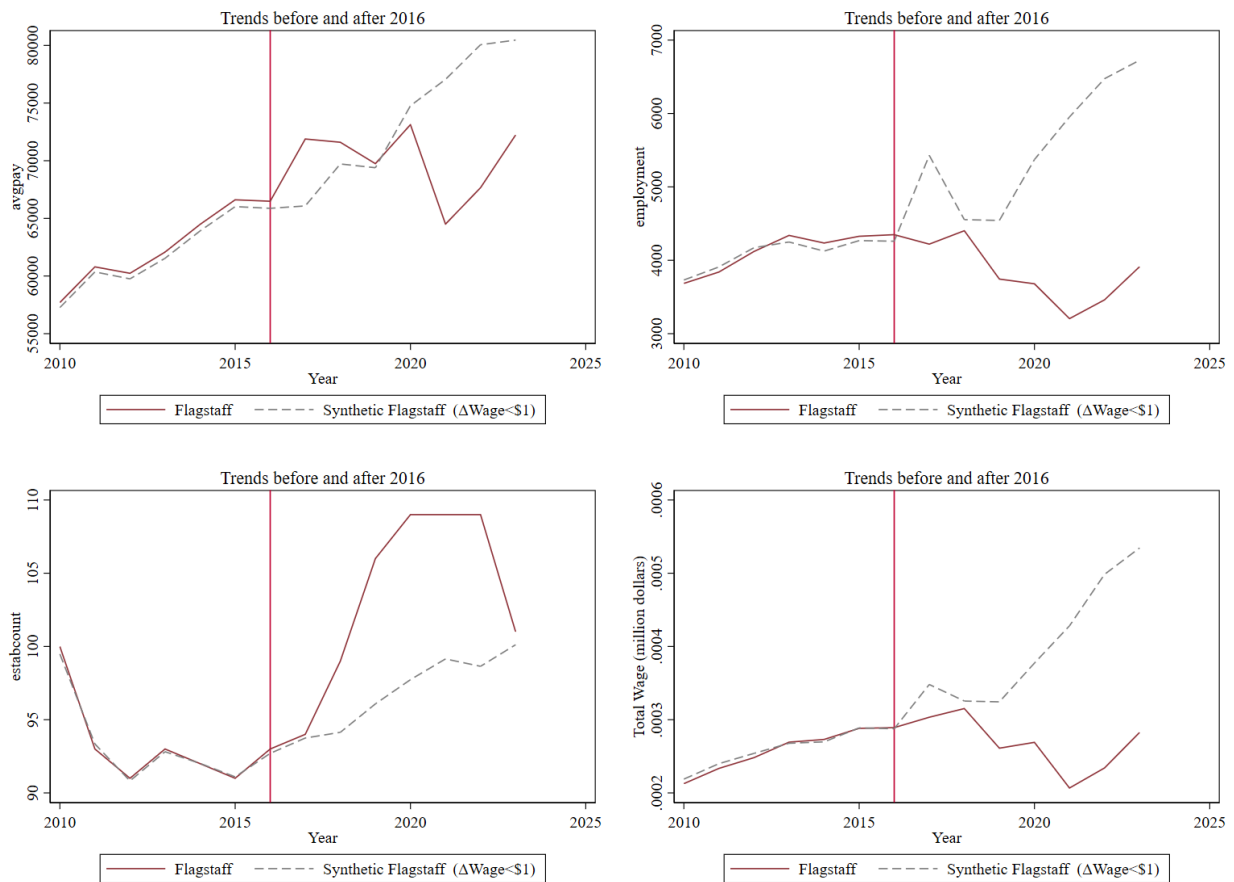 Trends before and after 2016
avgpay
80000
75000
70000
65000
60000
55000
2010
2015
2020
2025
Year
Flagstaff
Synthetic Flagstaff (ΔWage<$1)
Trends before and after 2016
employment
7000
6000
5000
4000
3000
2010
2015
2020
2025
Year
Flagstaff
Synthetic Flagstaff (ΔWage<$1)
Trends before and after 2016
estabcount
110
105
100
95
90
2010
2015
2020
2025
Year
Flagstaff
Synthetic Flagstaff (ΔWage<$1)
Trends before and after 2016
Total Wage (million dollars)
.0006
.0005
.0004
.0003
.0002
2010
2015
2020
2025
Year
Flagstaff
Synthetic Flagstaff (ΔWage<$1)